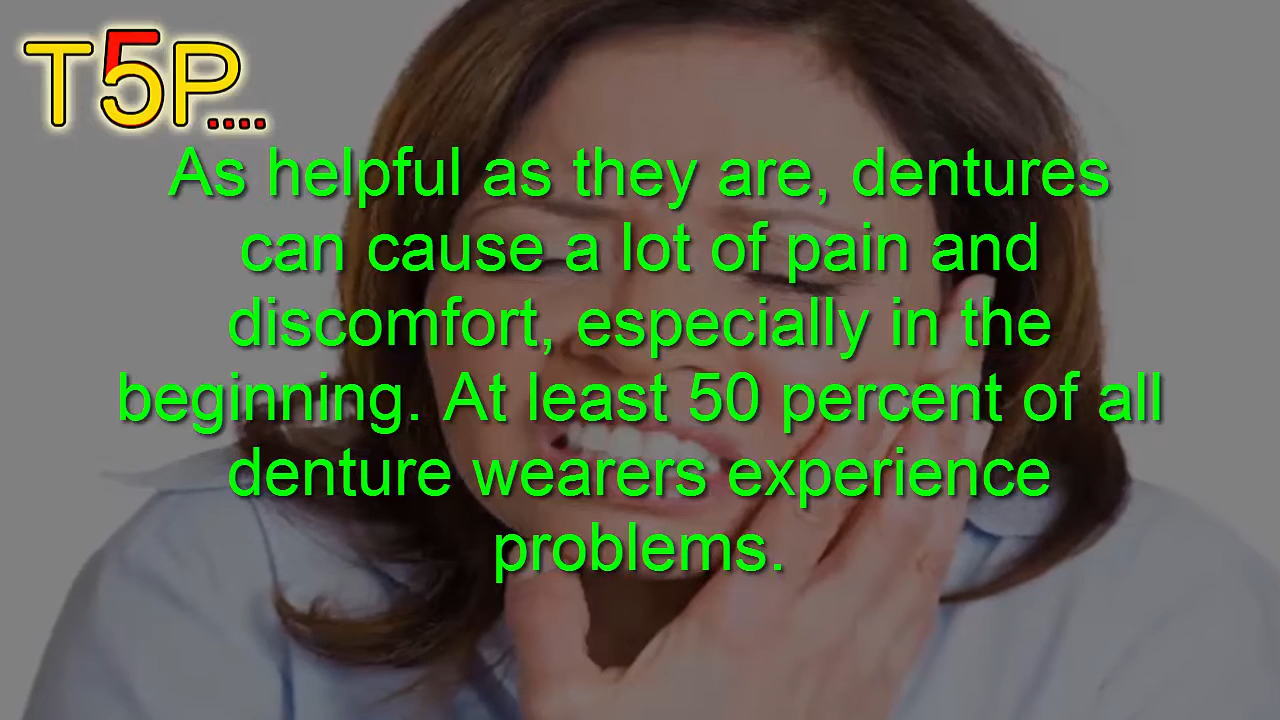 T5P....
As helpful as they are, dentures
can cause a lot of pain and
discomfort, especially in the
beginning. At least 50 percent of all
denture wearers experience
problems.